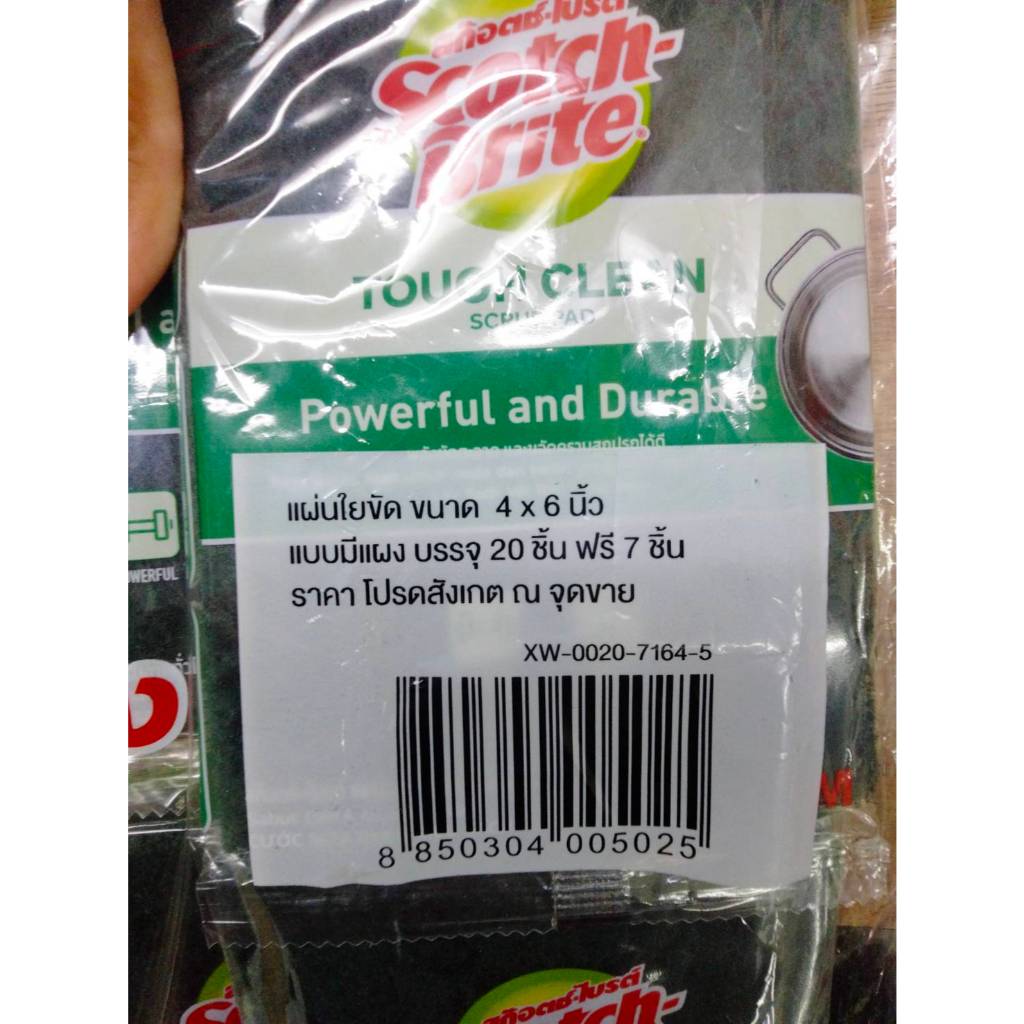 สก๊อตช์-ไบรต์
Scotch-
Brite
TOUGH CLEAN
SCRUB PAD
Powerful and Durable
แผ่นใยขัด ขนาด 4 x 6 นิ้ว
แบบมีแผง บรรจุ 20 ชิ้น ฟรี 7 ชิ้น
ราคา โปรดสังเกต ณ จุดขาย
XW-0020-7164-5
8 850304 005025
สก๊อตช์-ไบรต์
Scotch-